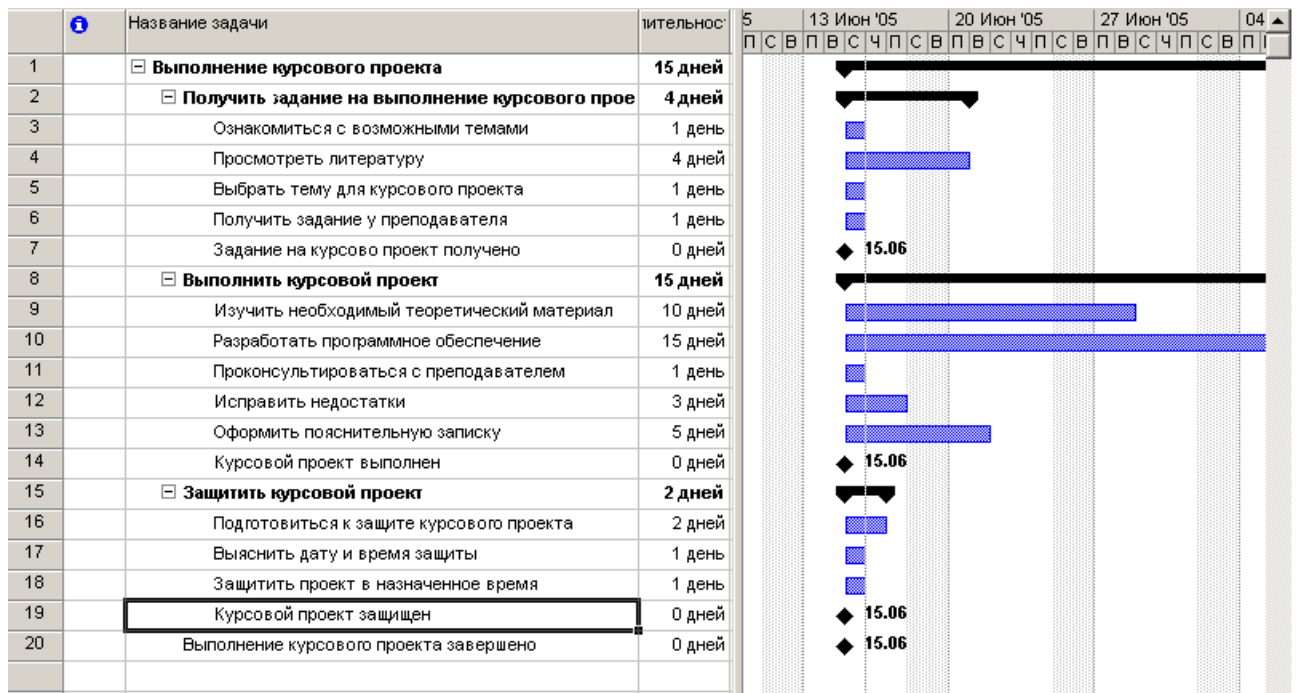 Название задачи
ительнос
5 13 Июн '05 20 Июн '05 27 Июн '05 04
П С В П В С Ч П С В П В С Ч П С В П В С Ч П С В П
1 Выполнение курсового проекта 15 дней
2 Получить задание на выполнение курсового прое 4 дней
3 Ознакомиться с возможными темами 1 день
4 Просмотреть литературу 4 дней
5 Выбрать тему для курсового проекта 1 день
6 Получить задание у преподавателя 1 день
7 Задание на курсово проект получено 0 дней 15.06
8 Выполнить курсовой проект 15 дней
9 Изучить необходимый теоретический материал 10 дней
10 Разработать программное обеспечение 15 дней
11 Проконсультироваться с преподавателем 1 день
12 Исправить недостатки 3 дней
13 Оформить пояснительную записку 5 дней
14 Курсовой проект выполнен 0 дней 15.06
15 Защитить курсовой проект 2 дней
16 Подготовиться к защите курсового проекта 2 дней
17 Выяснить дату и время защиты 1 день
18 Защитить проект в назначенное время 1 день
19 Курсовой проект защищен 0 дней 15.06
20 Выполнение курсового проекта завершено 0 дней 15.06